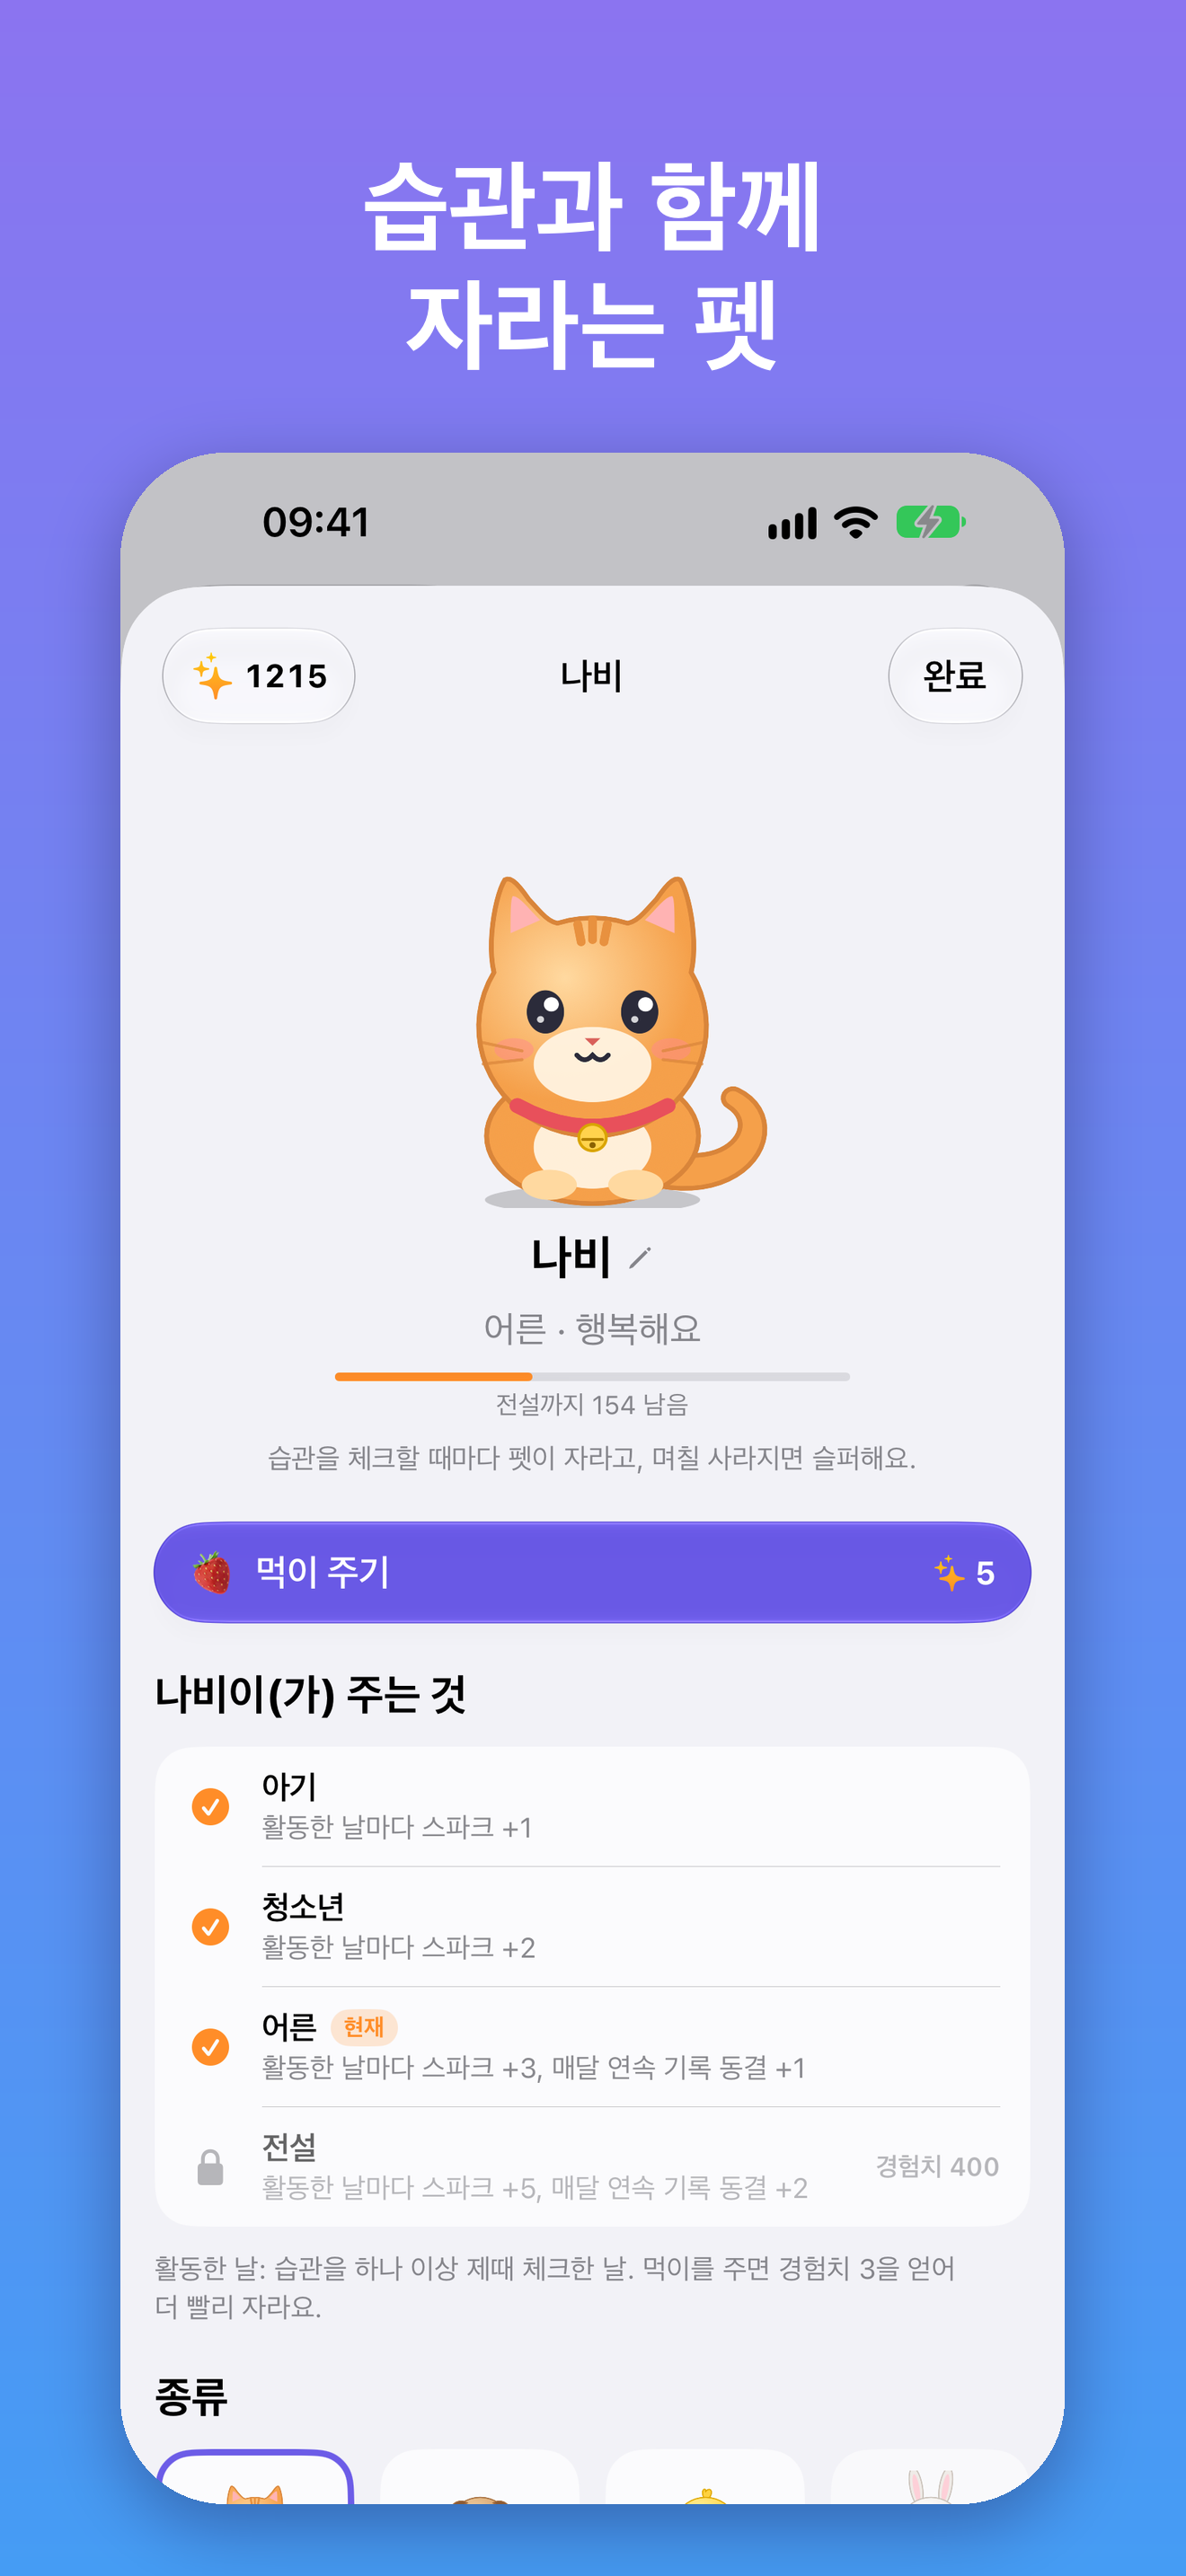 습관과 함께
자라는 펫
09:41
1215
나비
완료
나비
어른 · 행복해요
전설까지 154 남음
습관을 체크할 때마다 펫이 자라고, 며칠 사라지면 슬퍼해요.
먹이 주기
5
나비이(가) 주는 것
아기
활동한 날마다 스파크 +1
청소년
활동한 날마다 스파크 +2
어른 현재
활동한 날마다 스파크 +3, 매달 연속 기록 동결 +1
전설
활동한 날마다 스파크 +5, 매달 연속 기록 동결 +2
경험치 400
활동한 날: 습관을 하나 이상 제때 체크한 날. 먹이를 주면 경험치 3을 얻어
더 빨리 자라요.
종류